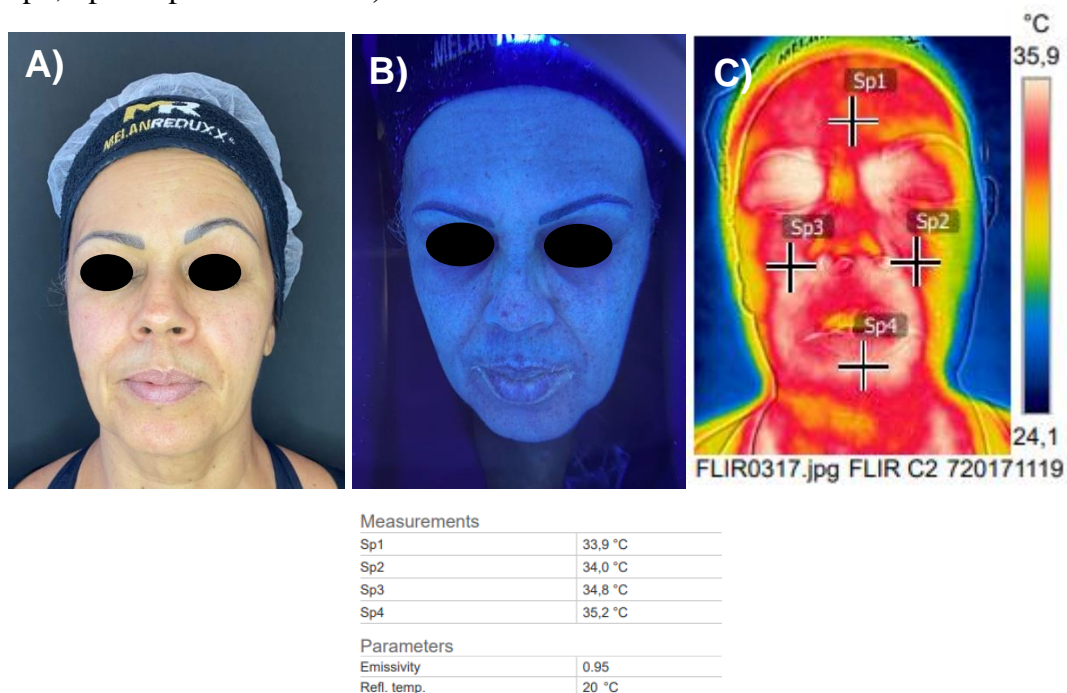 A)
MR
MELANREDUXX®
B)
C)
°C
35,9
Sp1
Sp3
Sp2
Sp4
24,1
FLIR0317.jpg FLIR C2 720171119
Measurements
Sp1 33,9 °C
Sp2 34,0 °C
Sp3 34,8 °C
Sp4 35,2 °C
Parameters
Emissivity 0.95
Refl. temp. 20 °C